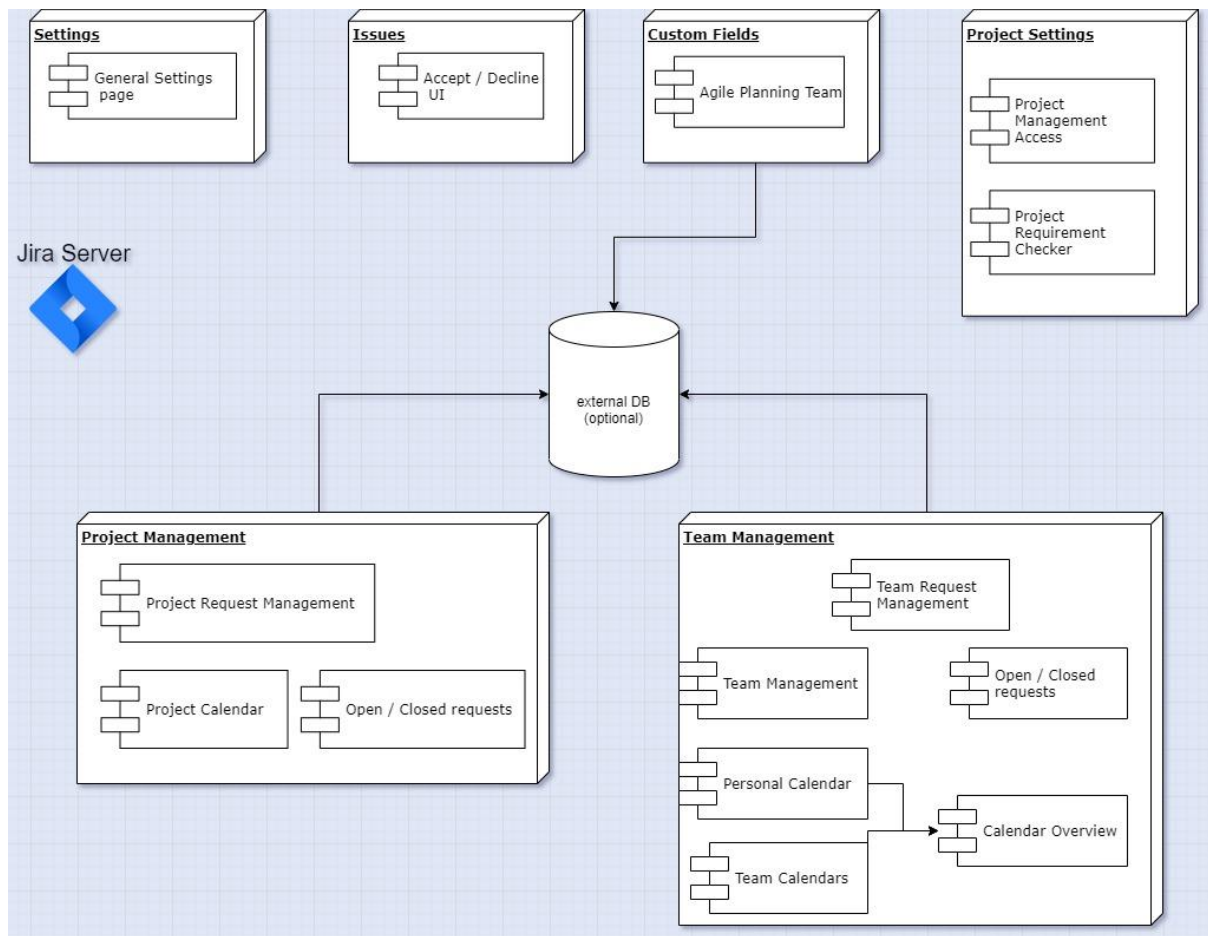 Settings
General Settings
page
Issues
Accept / Decline
UI
Custom Fields
Agile Planning Team
Project Settings
Project
Management
Access
Project
Requirement
Checker
Jira Server
external DB
(optional)
Project Management
Project Request Management
Project Calendar
Open / Closed requests
Team Management
Team Request
Management
Team Management
Open / Closed
requests
Personal Calendar
Calendar Overview
Team Calendars